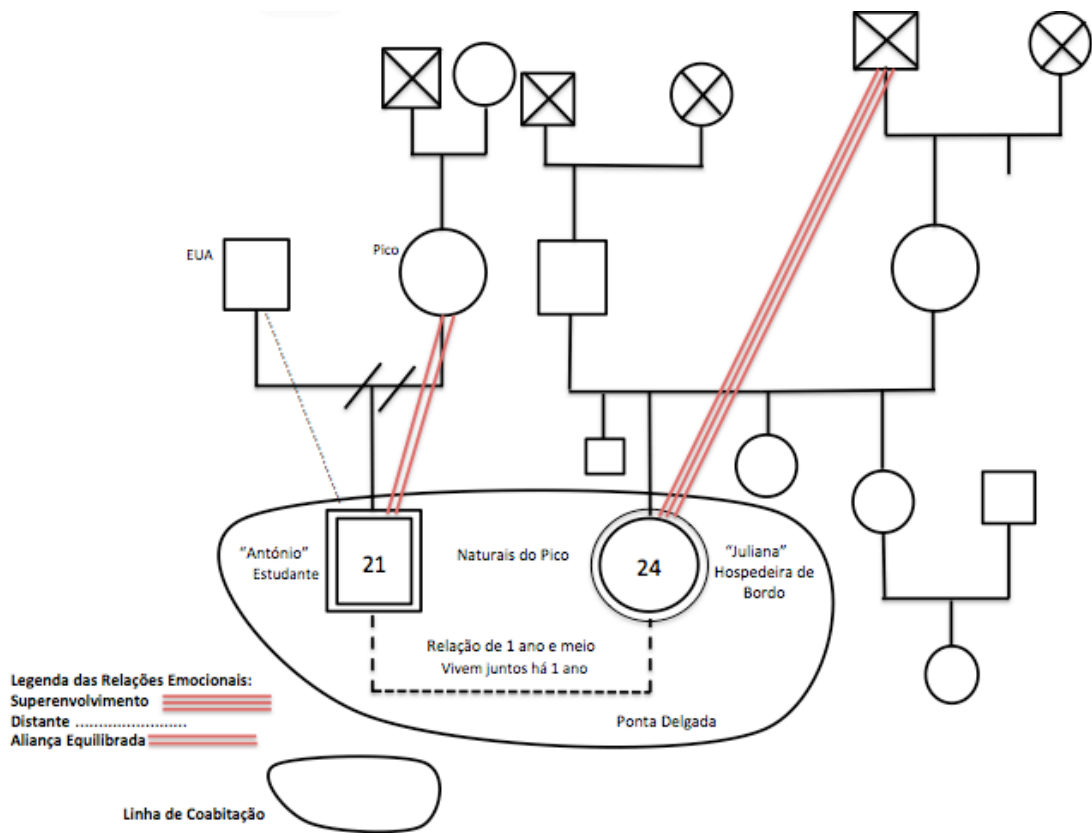 EUA
Pico
"António"
Estudante
21
Naturais do Pico
24
"Juliana"
Hospedeira de
Bordo
Relação de 1 ano e meio
Vivem juntos há 1 ano
Ponta Delgada
Legenda das Relações Emocionais:
Superenvolvimento
Distante ........................
Aliança Equilibrada
Linha de Coabitação